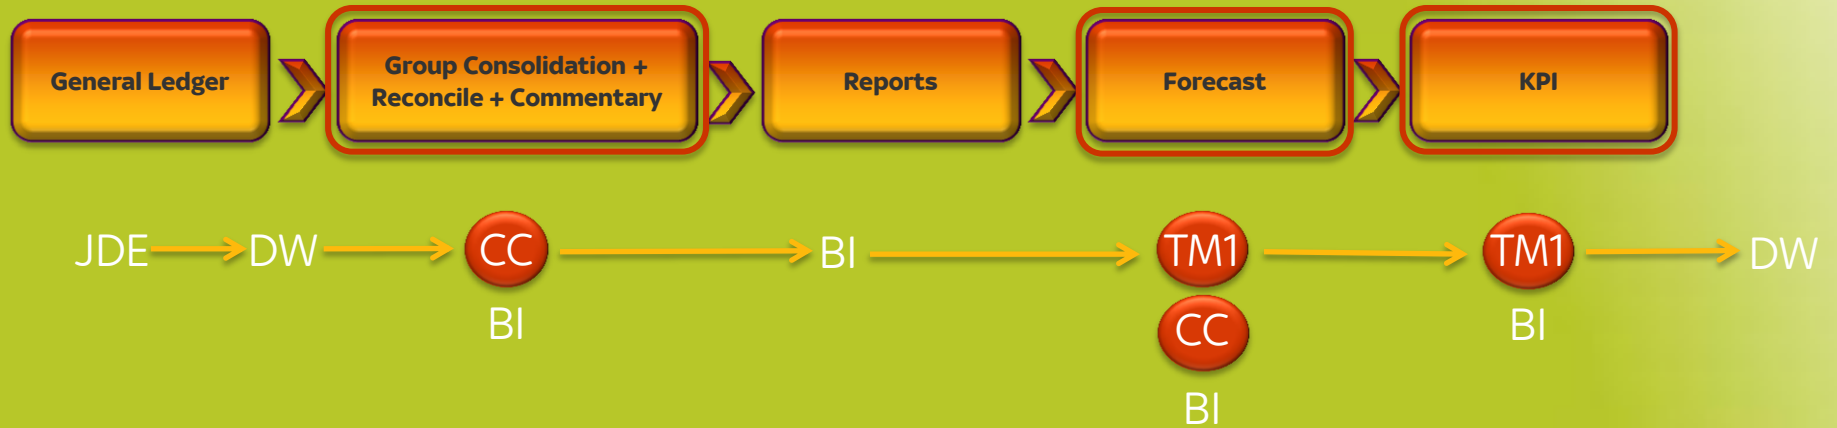 General Ledger
Group Consolidation +
Reconcile + Commentary
Reports
Forecast
KPI
JDE
DW
CC
BI
BI
TM1
CC
BI
TM1
BI
DW